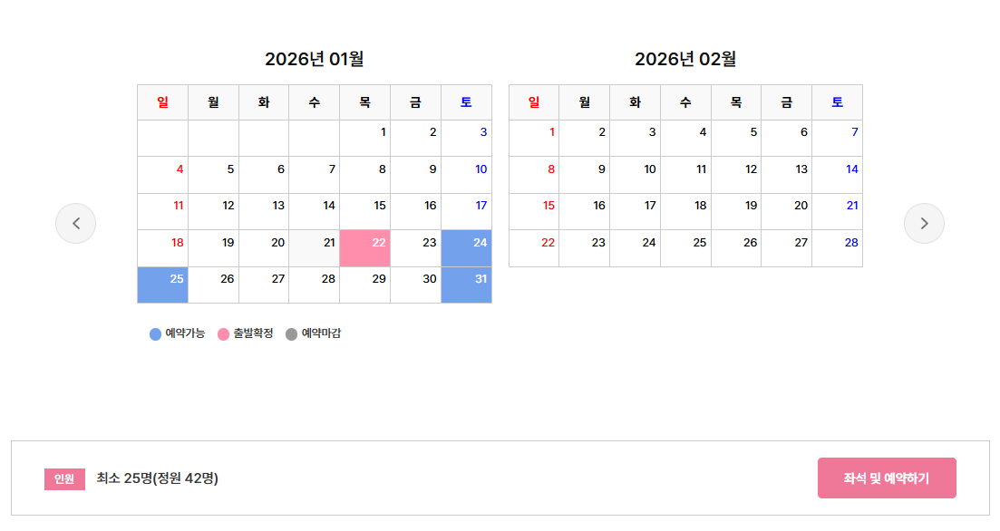 2026년 01월
일 월 화 수 목 금 토
1 2 3
4 5 6 7 8 9 10
11 12 13 14 15 16 17
18 19 20 21 22 23 24
25 26 27 28 29 30 31
예약가능 출발확정 예약마감
2026년 02월
일 월 화 수 목 금 토
1 2 3 4 5 6 7
8 9 10 11 12 13 14
15 16 17 18 19 20 21
22 23 24 25 26 27 28
인원 최소 25명(정원 42명)
좌석 및 예약하기